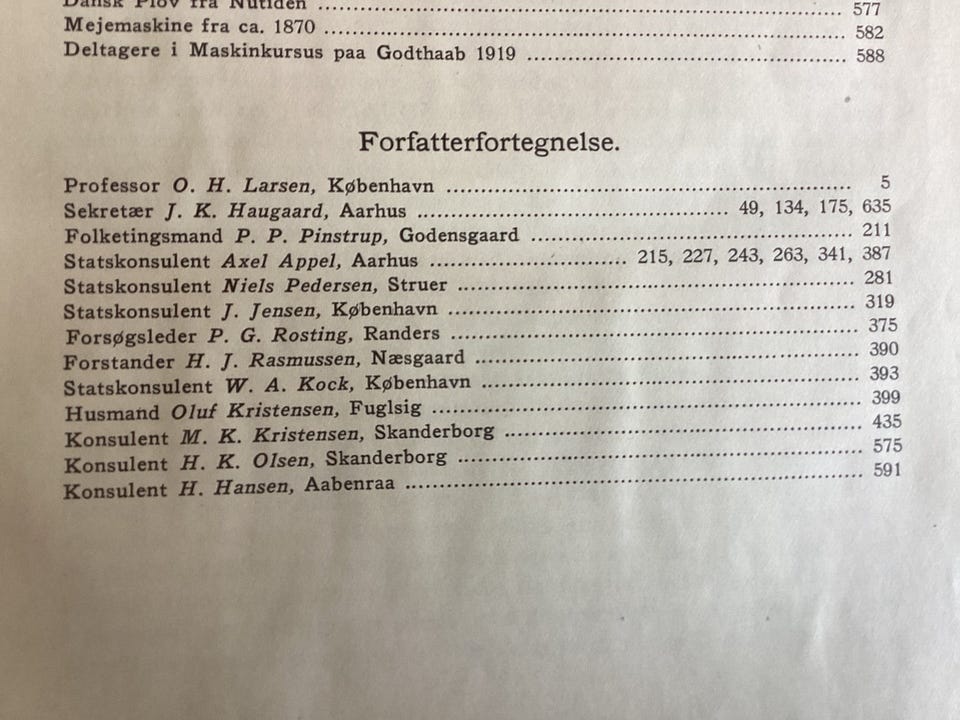 Dansk Plov fra Nutiden ........ 577
Mejemaskine fra ca. 1870 ........ 582
Deltagere i Maskinkursus paa Godthaab 1919 ........ 588
Forfatterfortegnelse.
Professor O. H. Larsen, København ........ 5
Sekretær J. K. Haugaard, Aarhus ........ 49, 134, 175, 635
Folketingsmand P. P. Pinstrup, Godensgaard ........ 211
Statskonsulent Axel Appel, Aarhus ........ 215, 227, 243, 263, 341, 387
Statskonsulent Niels Pedersen, Struer ........ 281
Statskonsulent J. Jensen, København ........ 319
Forsøgsleder P. G. Rosting, Randers ........ 375
Forstander H. J. Rasmussen, Næsgaard ........ 390
Statskonsulent W. A. Kock, København ........ 393
Husmand Oluf Kristensen, Fuglsig ........ 399
Konsulent M. K. Kristensen, Skanderborg ........ 435
Konsulent H. K. Olsen, Skanderborg ........ 575
Konsulent H. Hansen, Aabenraa ........ 591